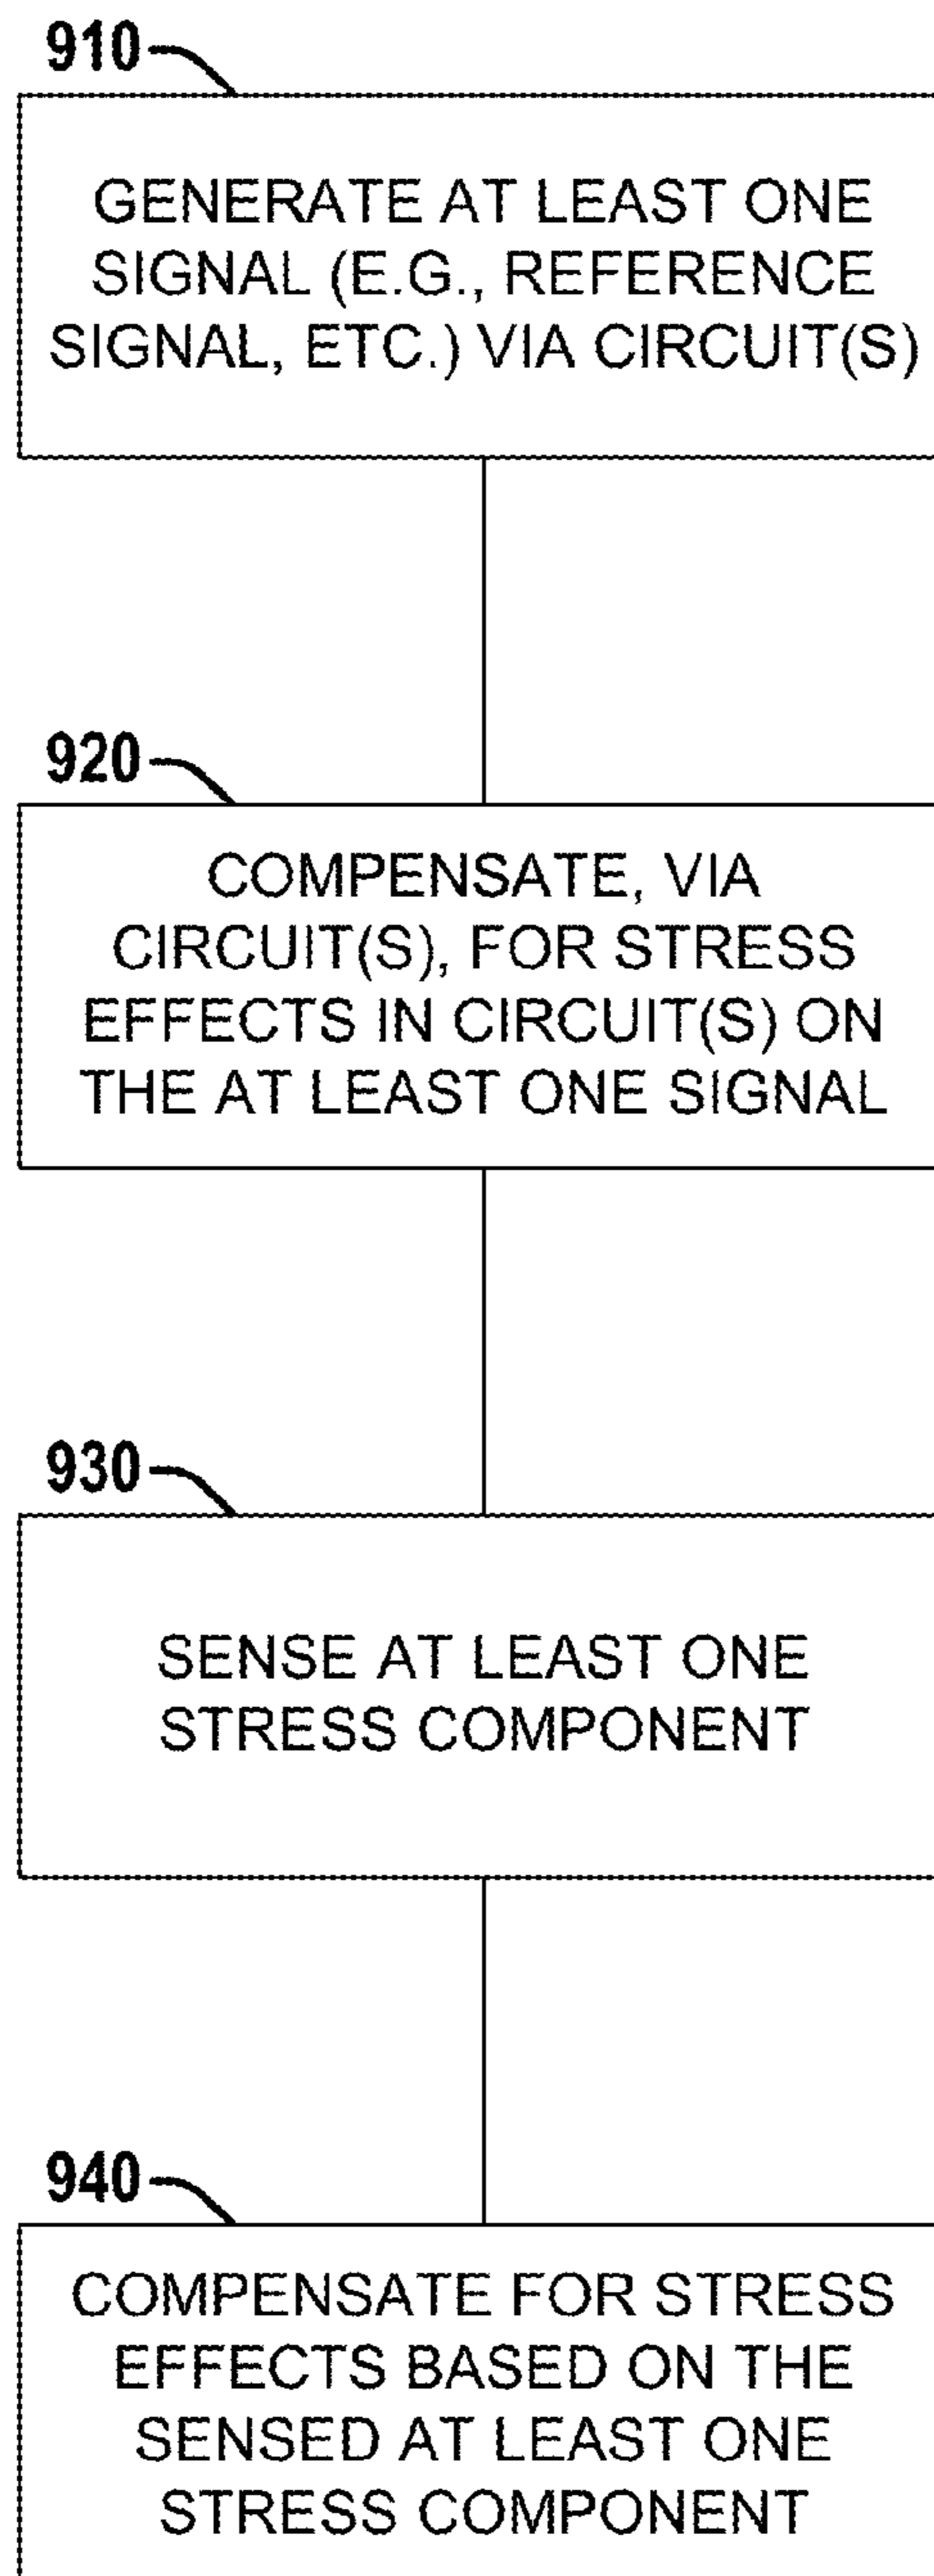 910
GENERATE AT LEAST ONE
SIGNAL (E.G., REFERENCE
SIGNAL, ETC.) VIA CIRCUIT(S)
920
COMPENSATE, VIA
CIRCUIT(S), FOR STRESS
EFFECTS IN CIRCUIT(S) ON
THE AT LEAST ONE SIGNAL
930
SENSE AT LEAST ONE
STRESS COMPONENT
940
COMPENSATE FOR STRESS
EFFECTS BASED ON THE
SENSED AT LEAST ONE
STRESS COMPONENT